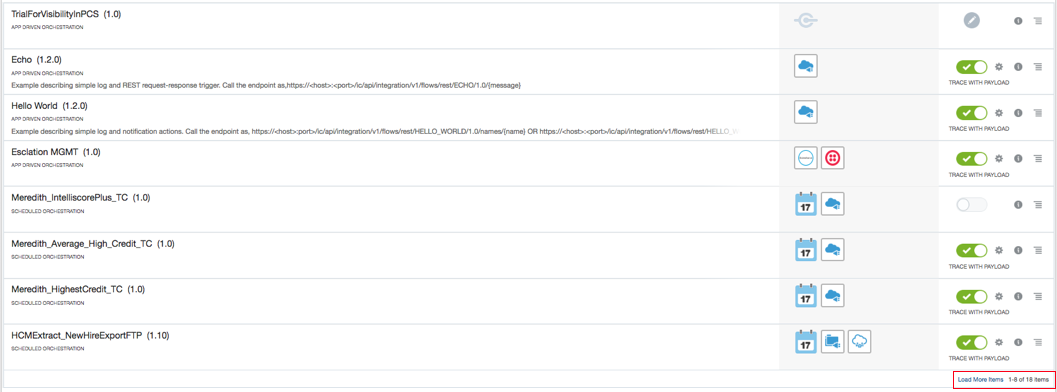 TrialForVisibilityInPCS (1.0)
APP DRIVEN ORCHESTRATION
Echo (1.2.0)
APP DRIVEN ORCHESTRATION
TRACE WITH PAYLOAD
Example describing simple log and REST request-response trigger. Call the endpoint as,https://<host>:<port>/ic/api/integration/v1/flows/rest/ECHO/1.0/{message}
Hello World (1.2.0)
APP DRIVEN ORCHESTRATION
TRACE WITH PAYLOAD
Example describing simple log and notification actions. Call the endpoint as, https://<host>:port>/ic/api/integration/v1/flows/rest/HELLO_WORLD/1.0/names/{name} OR https://<host>:<port>/ic/api/integration/v1/flows/rest/HELLO_W
Esclation MGMT (1.0)
APP DRIVEN ORCHESTRATION
TRACE WITH PAYLOAD
Meredith_IntelliscorePlus_TC (1.0)
17
SCHEDULED ORCHESTRATION
Meredith_Average_High_Credit_TC (1.0)
17
SCHEDULED ORCHESTRATION
TRACE WITH PAYLOAD
Meredith_HighestCredit_TC (1.0)
17
SCHEDULED ORCHESTRATION
TRACE WITH PAYLOAD
HCMExtract_NewHireExportFTP (1.10)
17
SCHEDULED ORCHESTRATION
TRACE WITH PAYLOAD
Load More Items 1-8 of 18 items